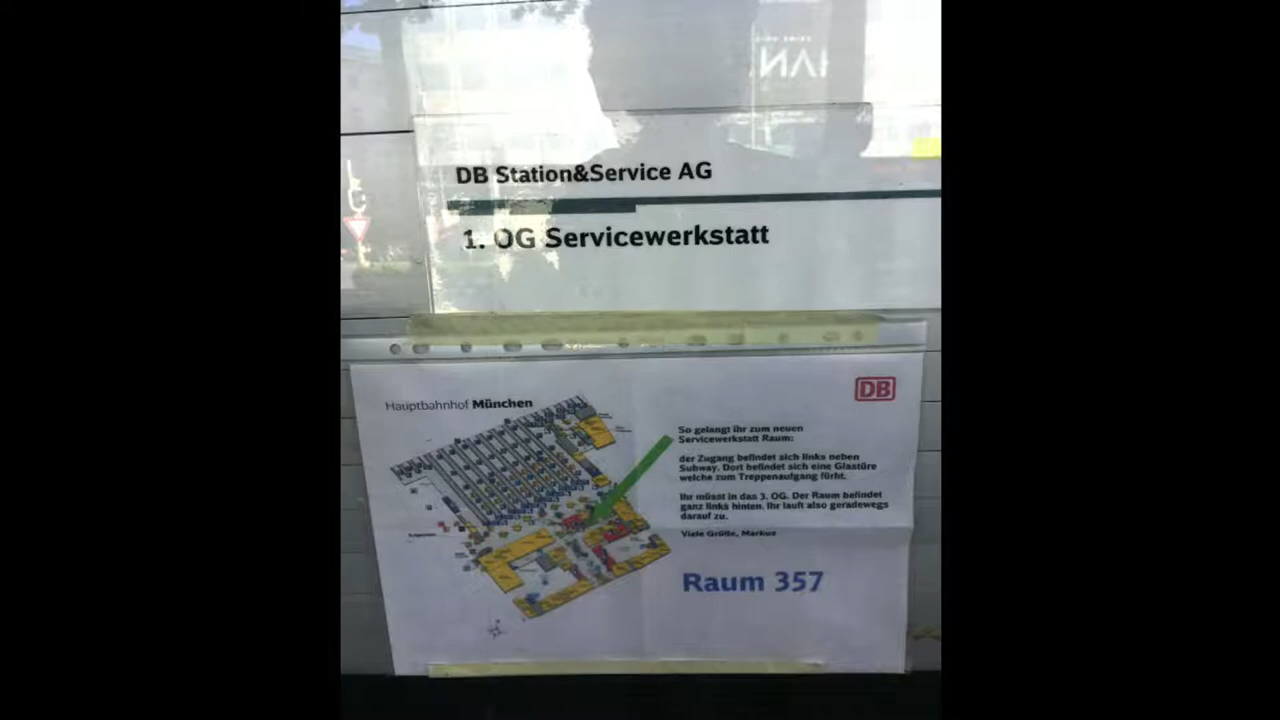 DB Station&Service AG
1. OG Servicewerkstatt
DB
Hauptbahnhof München
So gelangt ihr zum neuen
Servicewerkstatt Raum:
der Zugang befindet sich links neben
Subway. Dort befindet sich eine Glastüre
welche zum Treppenaufgang führt.
Ihr müsst in das 3. OG. Der Raum befindet
ganz links hinten. Ihr lauft also geradewegs
darauf zu.
Viele Grüße, Markus
Raum 357